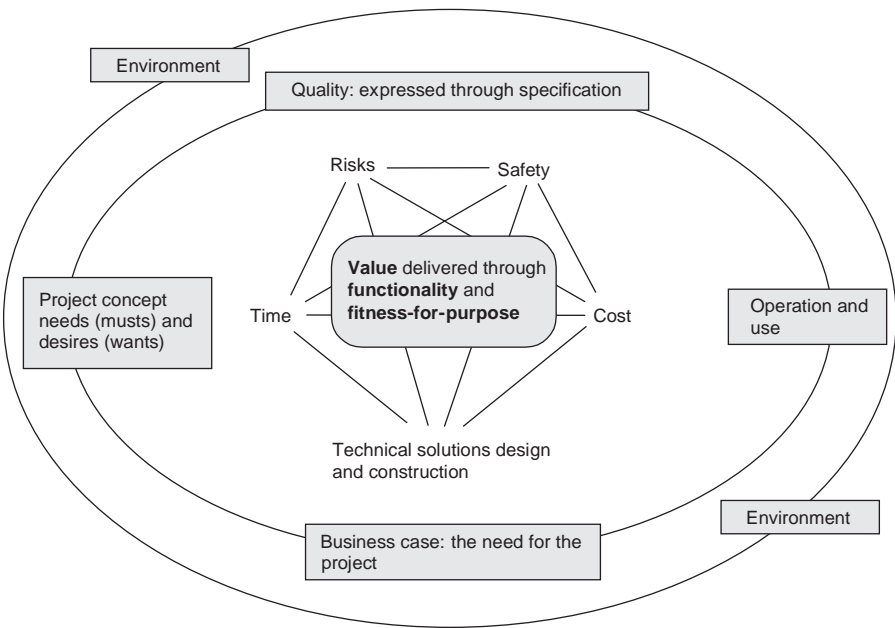 Environment
Quality: expressed through specification
Risks
Safety
Value delivered through
functionality and
fitness-for-purpose
Project concept
needs (musts) and
desires (wants)
Time
Cost
Operation and
use
Technical solutions design
and construction
Environment
Business case: the need for the
project